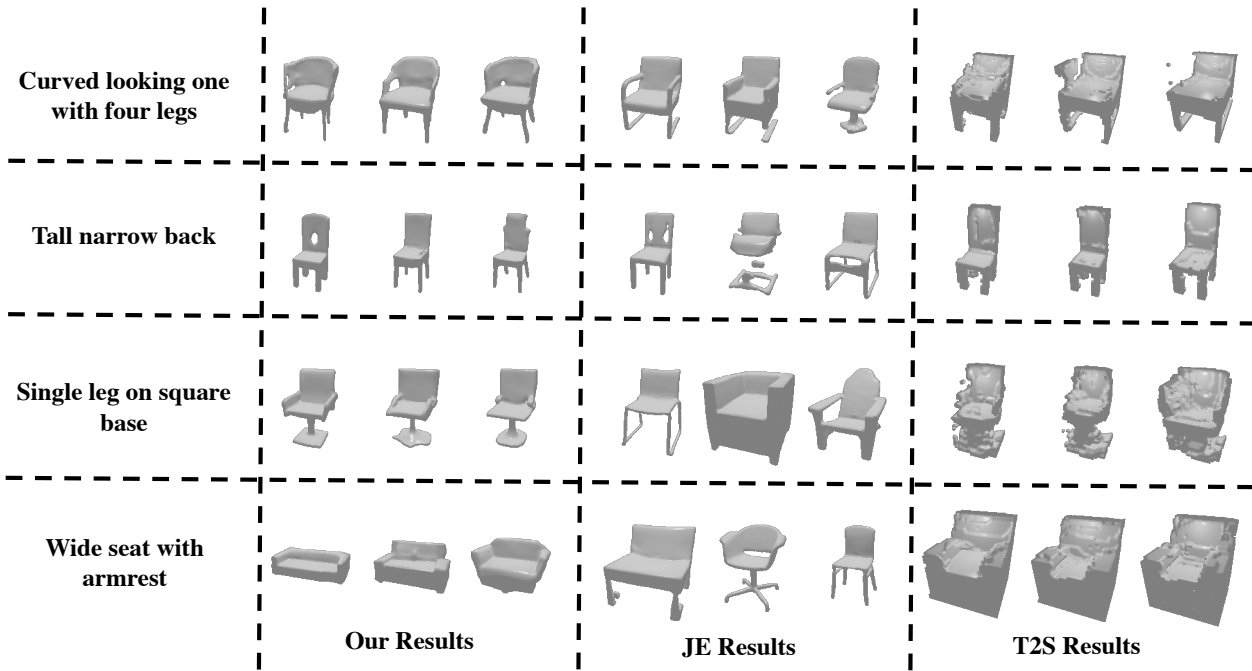 Curved looking one
with four legs
Tall narrow back
Single leg on square
base
Wide seat with
armrest
Our Results
JE Results
T2S Results